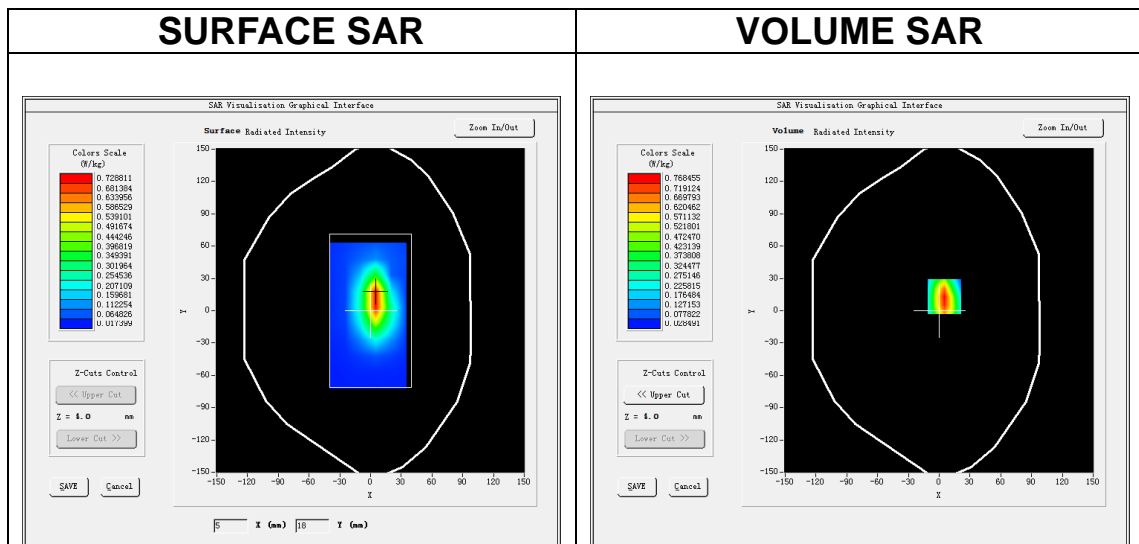 SURFACE SAR
VOLUME SAR
SAR Visualisation Graphical Interface
Surface Radiated Intensity
Zoom In/Out
Colors Scale
(W/kg)
0.728811
0.681384
0.633956
0.586529
0.539101
0.491674
0.444246
0.396819
0.349391
0.301964
0.254536
0.207109
0.159681
0.112254
0.064826
0.017399
150
120
90
60
30
0
-30
-60
-90
-120
-150
Y
-150 -120 -90 -60 -30 0 30 60 90 120 150
X
Z-Cuts Control
<< Upper Cut
Z = 4.0 mm
Lower Cut >>
SAVE Cancel
5 X (mm) 18 Y (mm)
SAR Visualisation Graphical Interface
Volume Radiated Intensity
Zoom In/Out
Colors Scale
(W/kg)
0.768455
0.719124
0.669793
0.620462
0.571132
0.521801
0.472470
0.423139
0.373808
0.324477
0.275146
0.225815
0.176484
0.127153
0.077822
0.028491
150
120
90
60
30
0
-30
-60
-90
-120
-150
Y
-150 -120 -90 -60 -30 0 30 60 90 120 150
X
Z-Cuts Control
<< Upper Cut
Z = 4.0 mm
Lower Cut >>
SAVE Cancel